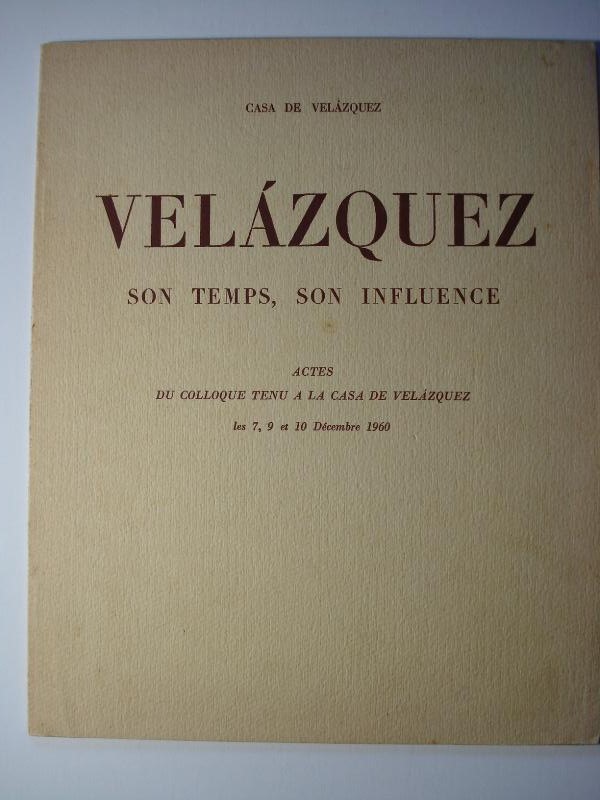 CASA DE VELÁZQUEZ
VELÁZQUEZ
SON TEMPS, SON INFLUENCE
ACTES
DU COLLOQUE TENU A LA CASA DE VELÁZQUEZ
les 7, 9 et 10 Décembre 1960